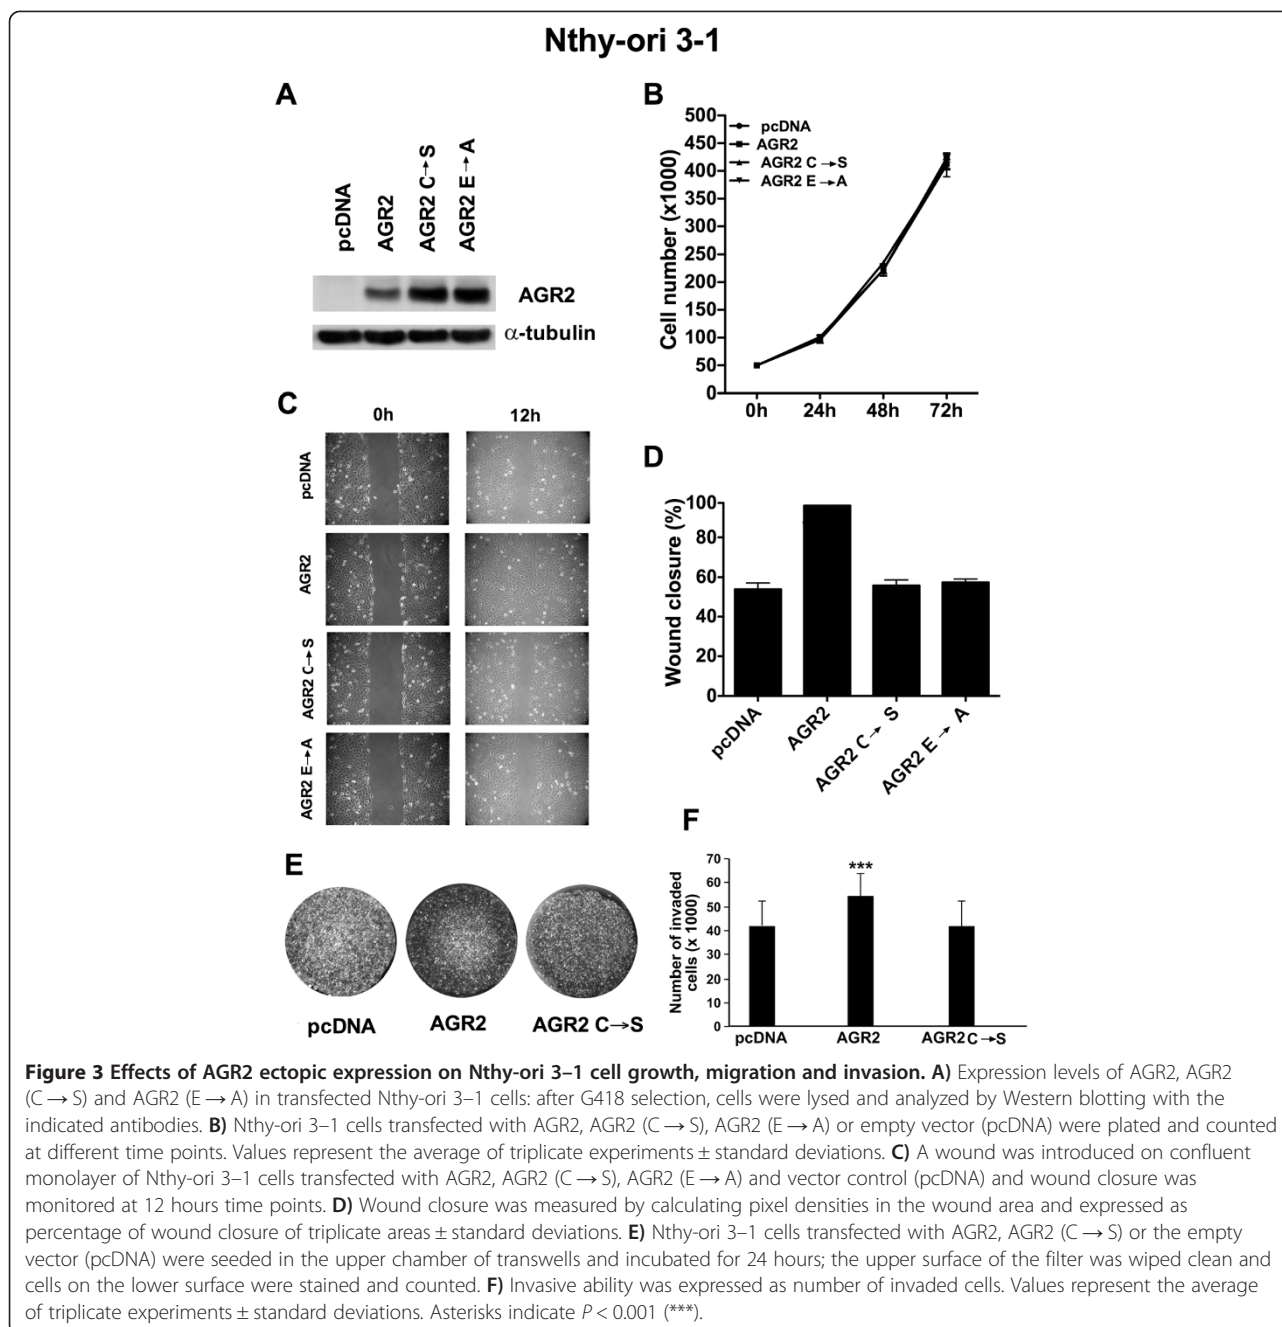 Nthy-ori 3-1
A
pcDNA
AGR2
AGR2 C→S
AGR2 E→A
AGR2
α-tubulin
B
pcDNA
AGR2
AGR2 C→S
AGR2 E→A
Cell number (x1000)
500
450
400
350
300
250
200
150
100
50
0
0h
24h
48h
72h
C
0h
12h
pcDNA
AGR2
AGR2 C→S
AGR2 E→A
D
Wound closure (%)
100
80
60
40
20
0
pcDNA
AGR2
AGR2 C→ S
AGR2 E → A
E
pcDNA
AGR2
AGR2 C→S
F
Number of invaded
cells (x 1000)
70
60
50
40
30
20
10
0
***
pcDNA
AGR2
AGR2 C→S
Figure 3 Effects of AGR2 ectopic expression on Nthy-ori 3–1 cell growth, migration and invasion. A) Expression levels of AGR2, AGR2
(C → S) and AGR2 (E → A) in transfected Nthy-ori 3–1 cells: after G418 selection, cells were lysed and analyzed by Western blotting with the
indicated antibodies. B) Nthy-ori 3–1 cells transfected with AGR2, AGR2 (C → S), AGR2 (E → A) or empty vector (pcDNA) were plated and counted
at different time points. Values represent the average of triplicate experiments ± standard deviations. C) A wound was introduced on confluent
monolayer of Nthy-ori 3–1 cells transfected with AGR2, AGR2 (C → S), AGR2 (E → A) and vector control (pcDNA) and wound closure was
monitored at 12 hours time points. D) Wound closure was measured by calculating pixel densities in the wound area and expressed as
percentage of wound closure of triplicate areas ± standard deviations. E) Nthy-ori 3–1 cells transfected with AGR2, AGR2 (C → S) or the empty
vector (pcDNA) were seeded in the upper chamber of transwells and incubated for 24 hours; the upper surface of the filter was wiped clean and
cells on the lower surface were stained and counted. F) Invasive ability was expressed as number of invaded cells. Values represent the average
of triplicate experiments ± standard deviations. Asterisks indicate P < 0.001 (***).